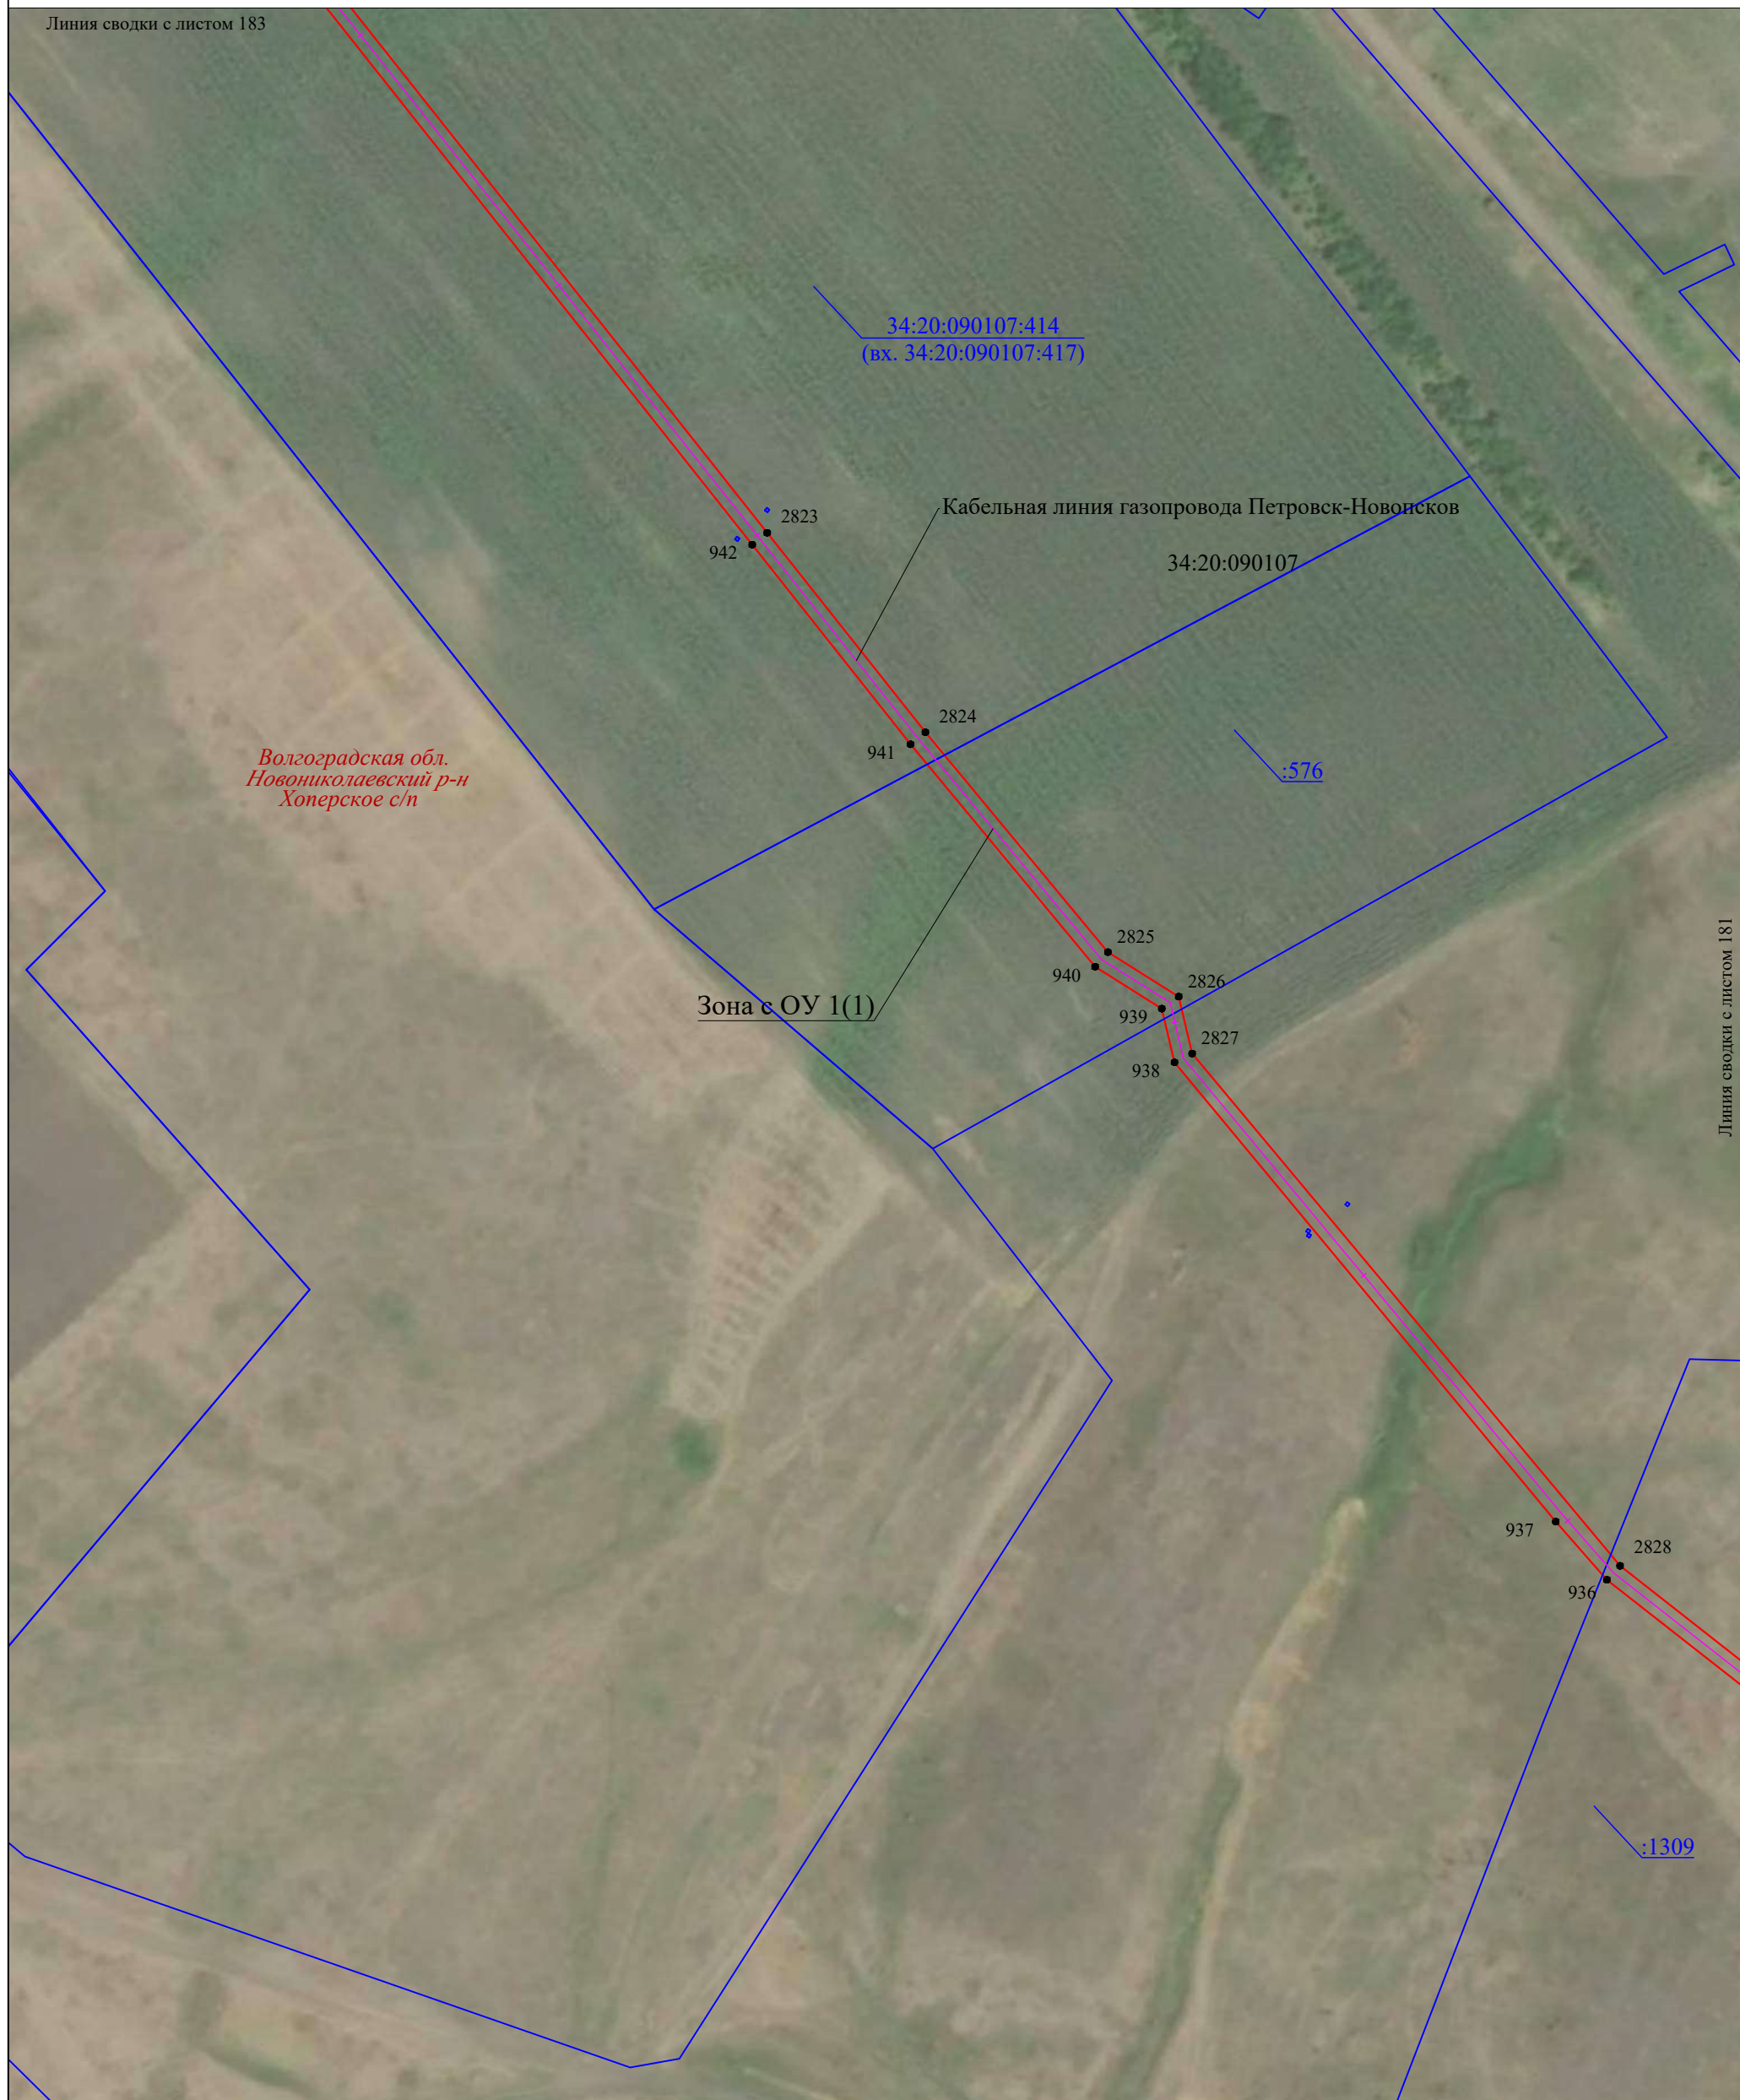 Линия сводки с листом 183
34:20:090107:414
(вх. 34:20:090107:417)
Кабельная линия газопровода Петровск-Новопсков
2823
942
34:20:090107
2824
941
Волгоградская обл.
Новониколаевский р-н
Хоперское с/п
:576
2825
940
2826
Зона с ОУ 1(1)
939
2827
938
Линия сводки с листом 181
937
2828
936
:1309